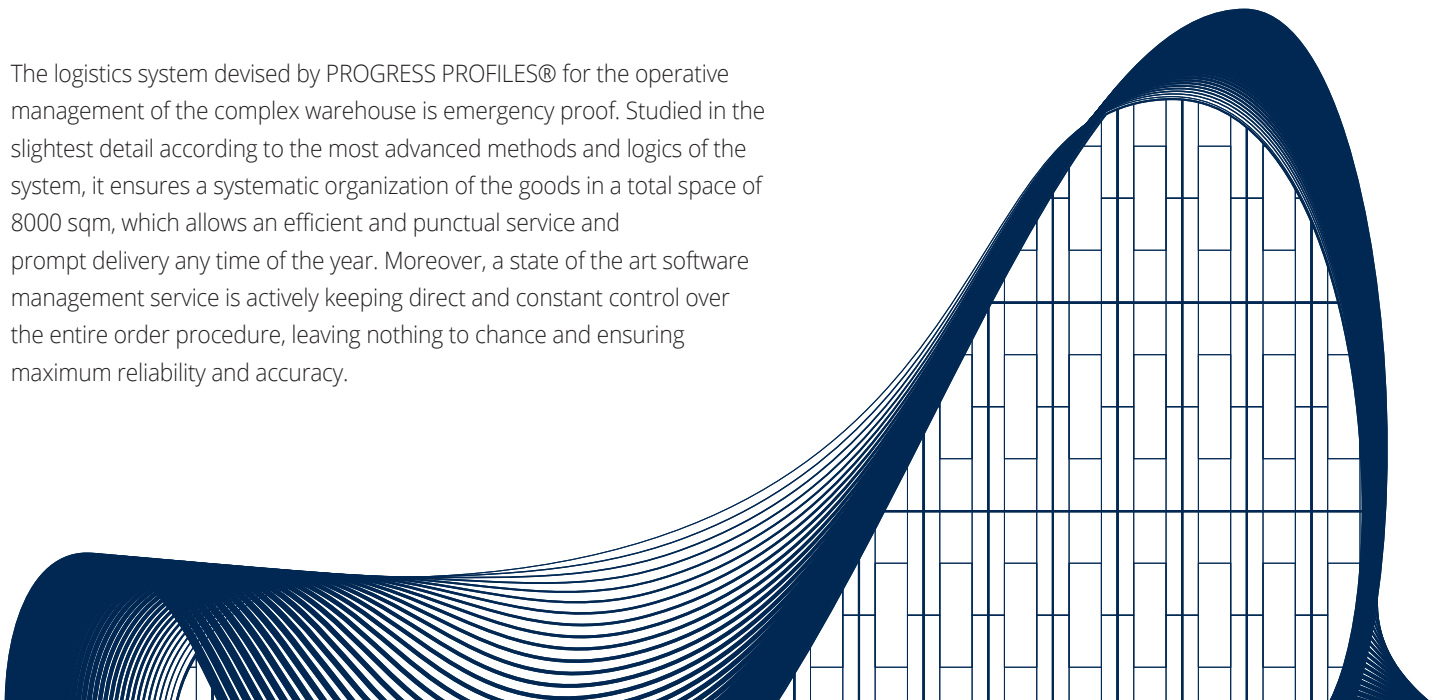 The logistics system devised by PROGRESS PROFILES® for the operative
management of the complex warehouse is emergency proof. Studied in the
slightest detail according to the most advanced methods and logics of the
system, it ensures a systematic organization of the goods in a total space of
8000 sqm, which allows an efficient and punctual service and
prompt delivery any time of the year. Moreover, a state of the art software
management service is actively keeping direct and constant control over
the entire order procedure, leaving nothing to chance and ensuring
maximum reliability and accuracy.